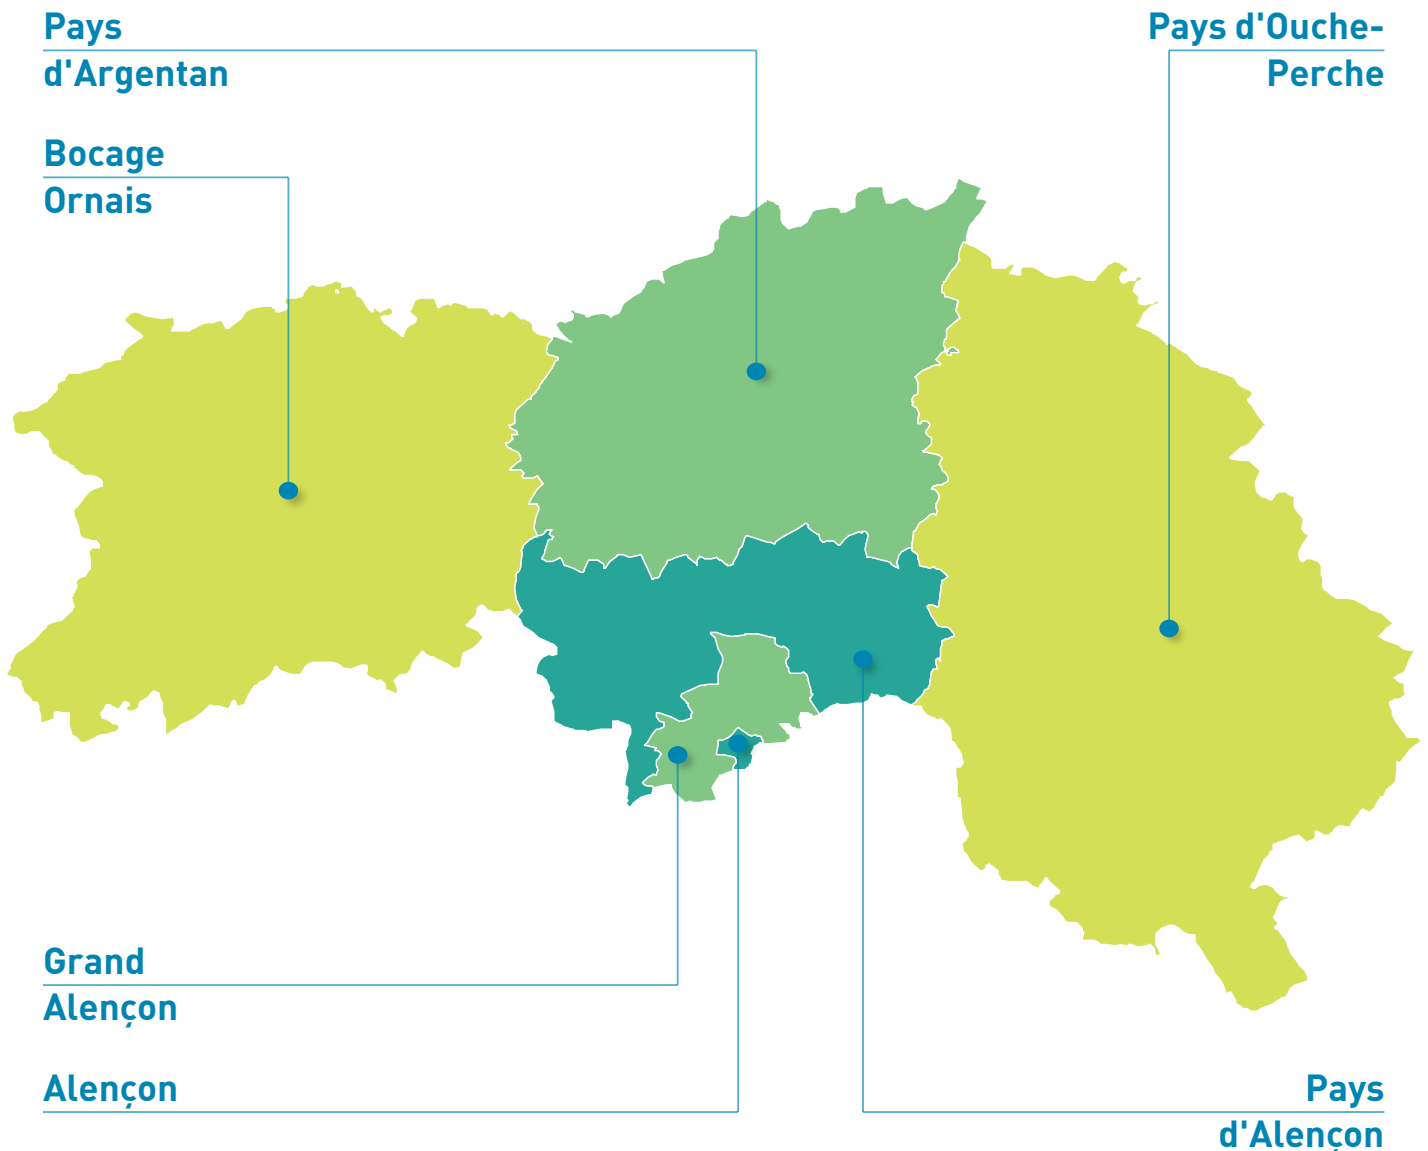 Pays
d'Argentan
Pays d'Ouche-
Perche
Bocage
Ornais
Grand
Alençon
Alençon
Pays
d'Alençon